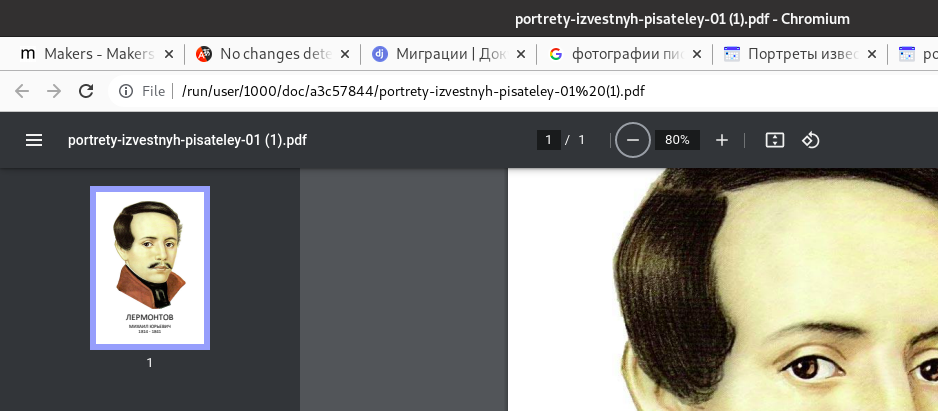 portrety-izvestnyh-pisateley-01 (1).pdf - Chromium
m Makers - Makers
No changes dete
dj Миграции | Док
G фотографии пис
Портреты извес
ро
File /run/user/1000/doc/a3c57844/portrety-izvestnyh-pisateley-01%20(1).pdf
portrety-izvestnyh-pisateley-01 (1).pdf
1 / 1
80%
ЛЕРМОНТОВ
МИХАИЛ ЮРЬЕВИЧ
1814 - 1841
1